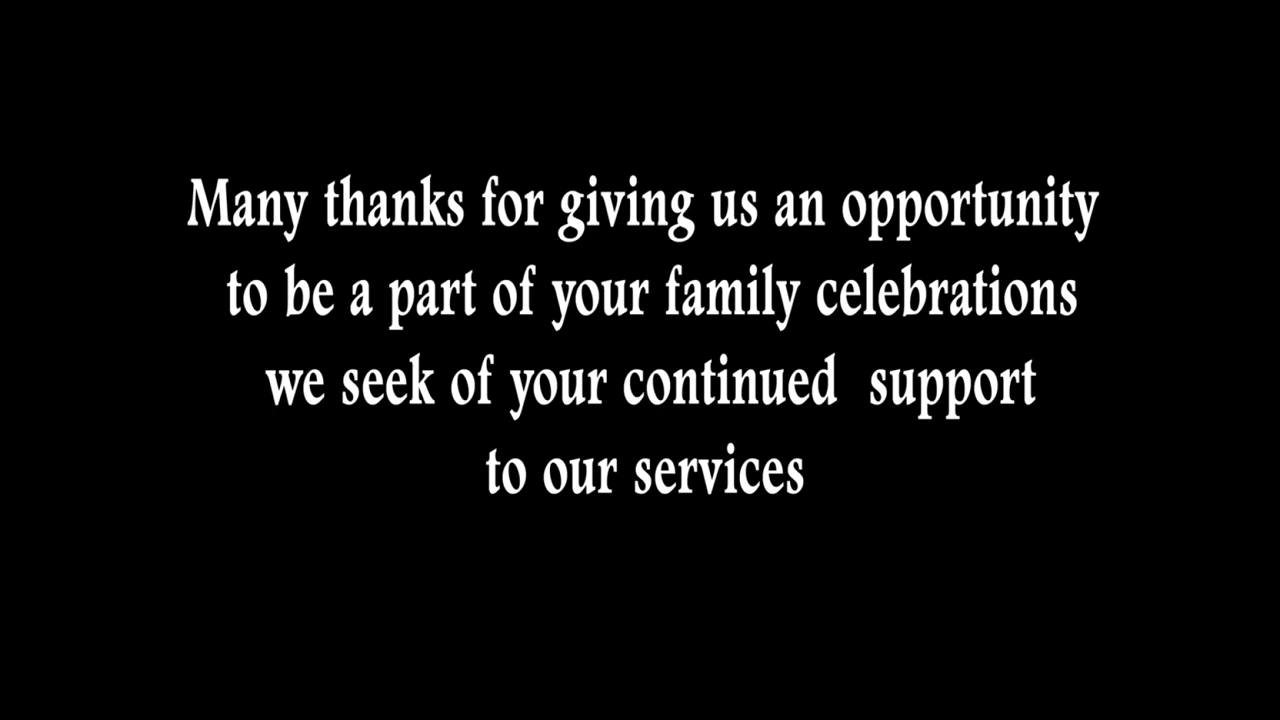 Many thanks for giving us an opportunity
to be a part of your family celebrations
we seek of your continued  support
to our services